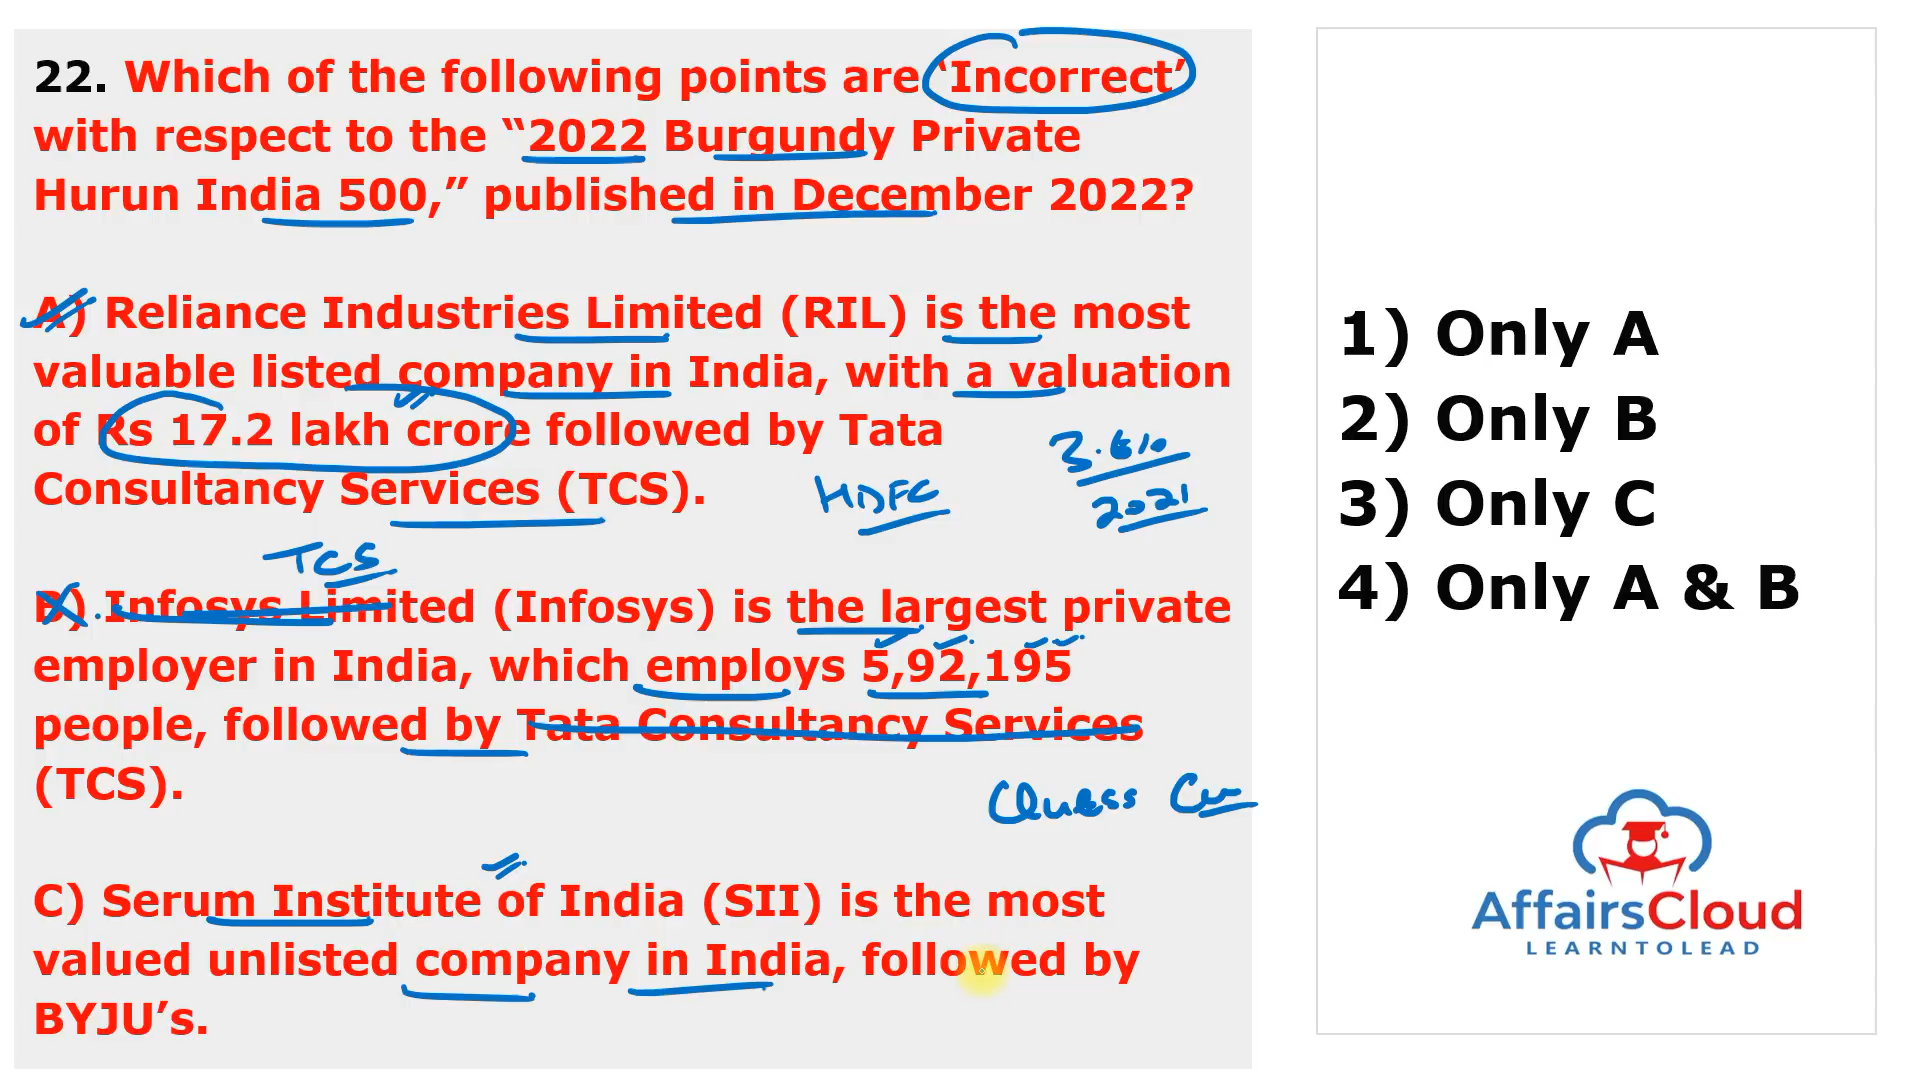 22. Which of the following points are ‘Incorrect’
with respect to the “2022 Burgundy Private
Hurun India 500,” published in December 2022?
A) Reliance Industries Limited (RIL) is the most
valuable listed company in India, with a valuation
of Rs 17.2 lakh crore followed by Tata
3.6%
Consultancy Services (TCS).
HDFC
2021
TCS
B) Infosys Limited (Infosys) is the largest private
employer in India, which employs 5,92,195
people, followed by Tata Consultancy Services
(TCS).
Quess
C) Serum Institute of India (SII) is the most
valued unlisted company in India, followed by
BYJU’s.
1) Only A
2) Only B
3) Only C
4) Only A & B
AffairsCloud
LEARNTOLEAD